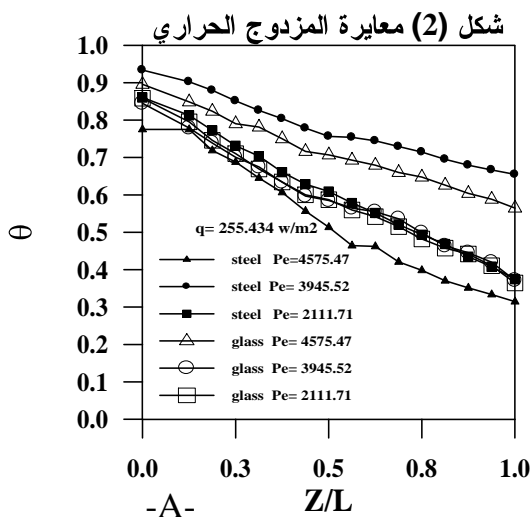 شكل (2) معايرة المزدوج الحراري
1.0
0.9
0.8
0.7
0.6
0.5
0.4
0.3
0.2
0.1
0.0
θ
q= 255.434 w/m2
steel Pe=4575.47
steel Pe= 3945.52
steel Pe= 2111.71
glass Pe= 4575.47
glass Pe= 3945.52
glass Pe= 2111.71
0.0 0.3 0.5 0.8 1.0
-A- Z/L